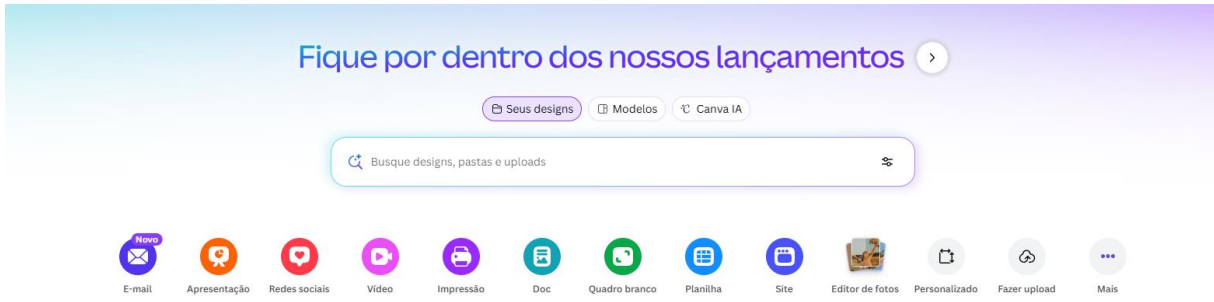 Fique por dentro dos nossos lançamentos
Seus designs Modelos Canva IA
Busque designs, pastas e uploads
Novo
E-mail Apresentação Redes sociais Vídeo Impressão Doc Quadro branco Planilha Site Editor de fotos Personalizado Fazer upload Mais